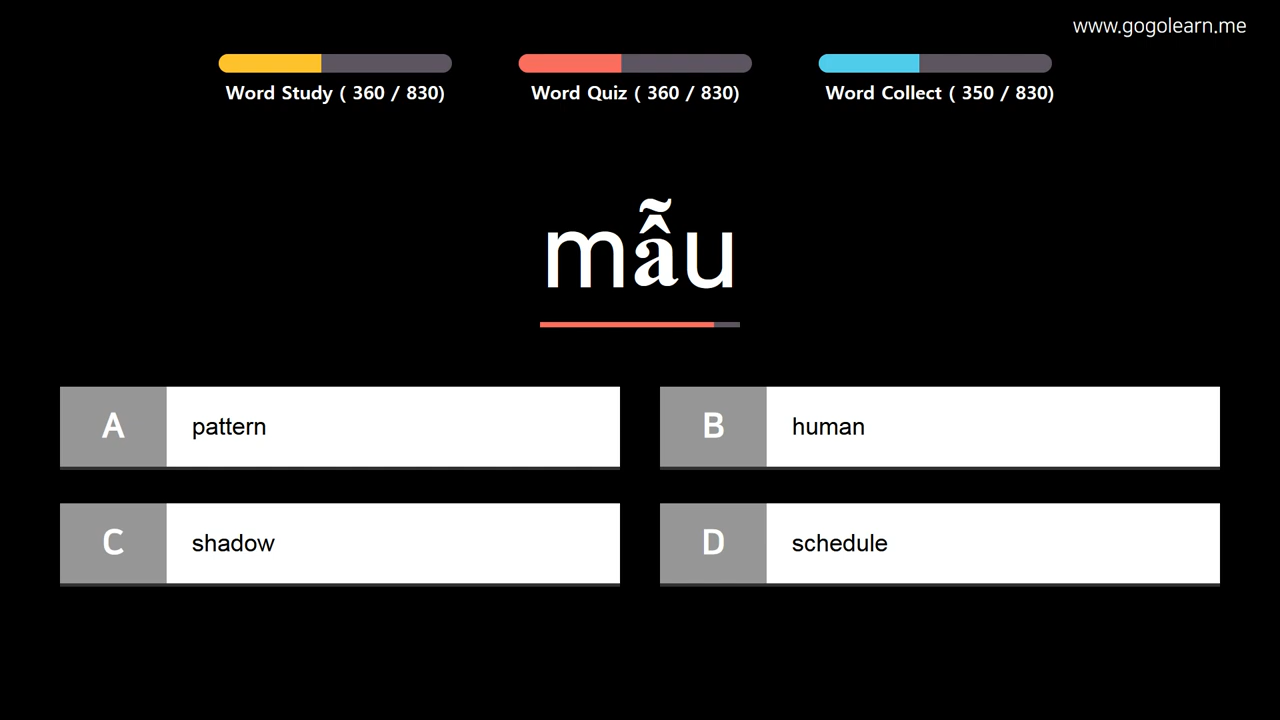 www.gogolearn.me
Word Study ( 360 / 830)
Word Quiz ( 360 / 830)
Word Collect ( 350 / 830)
mẫu
A pattern
B human
C shadow
D schedule